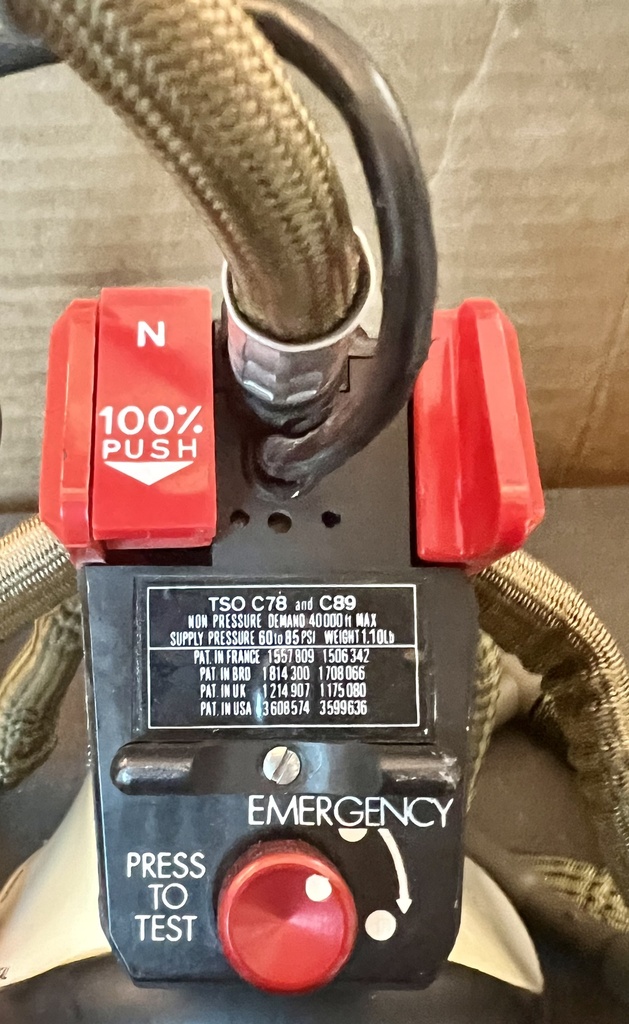 N
100%
PUSH
TSO C78 and C89
NON PRESSURE DEMAND 40000 ft MAX
SUPPLY PRESSURE 60 to 85 PSI WEIGHT 1.10 Lb
PAT. IN FRANCE 1557809 1506342
PAT. IN BRD 1814300 1708066
PAT. IN UK 1214907 1175080
PAT. IN USA 3608574 3599636
EMERGENCY
PRESS
TO
TEST